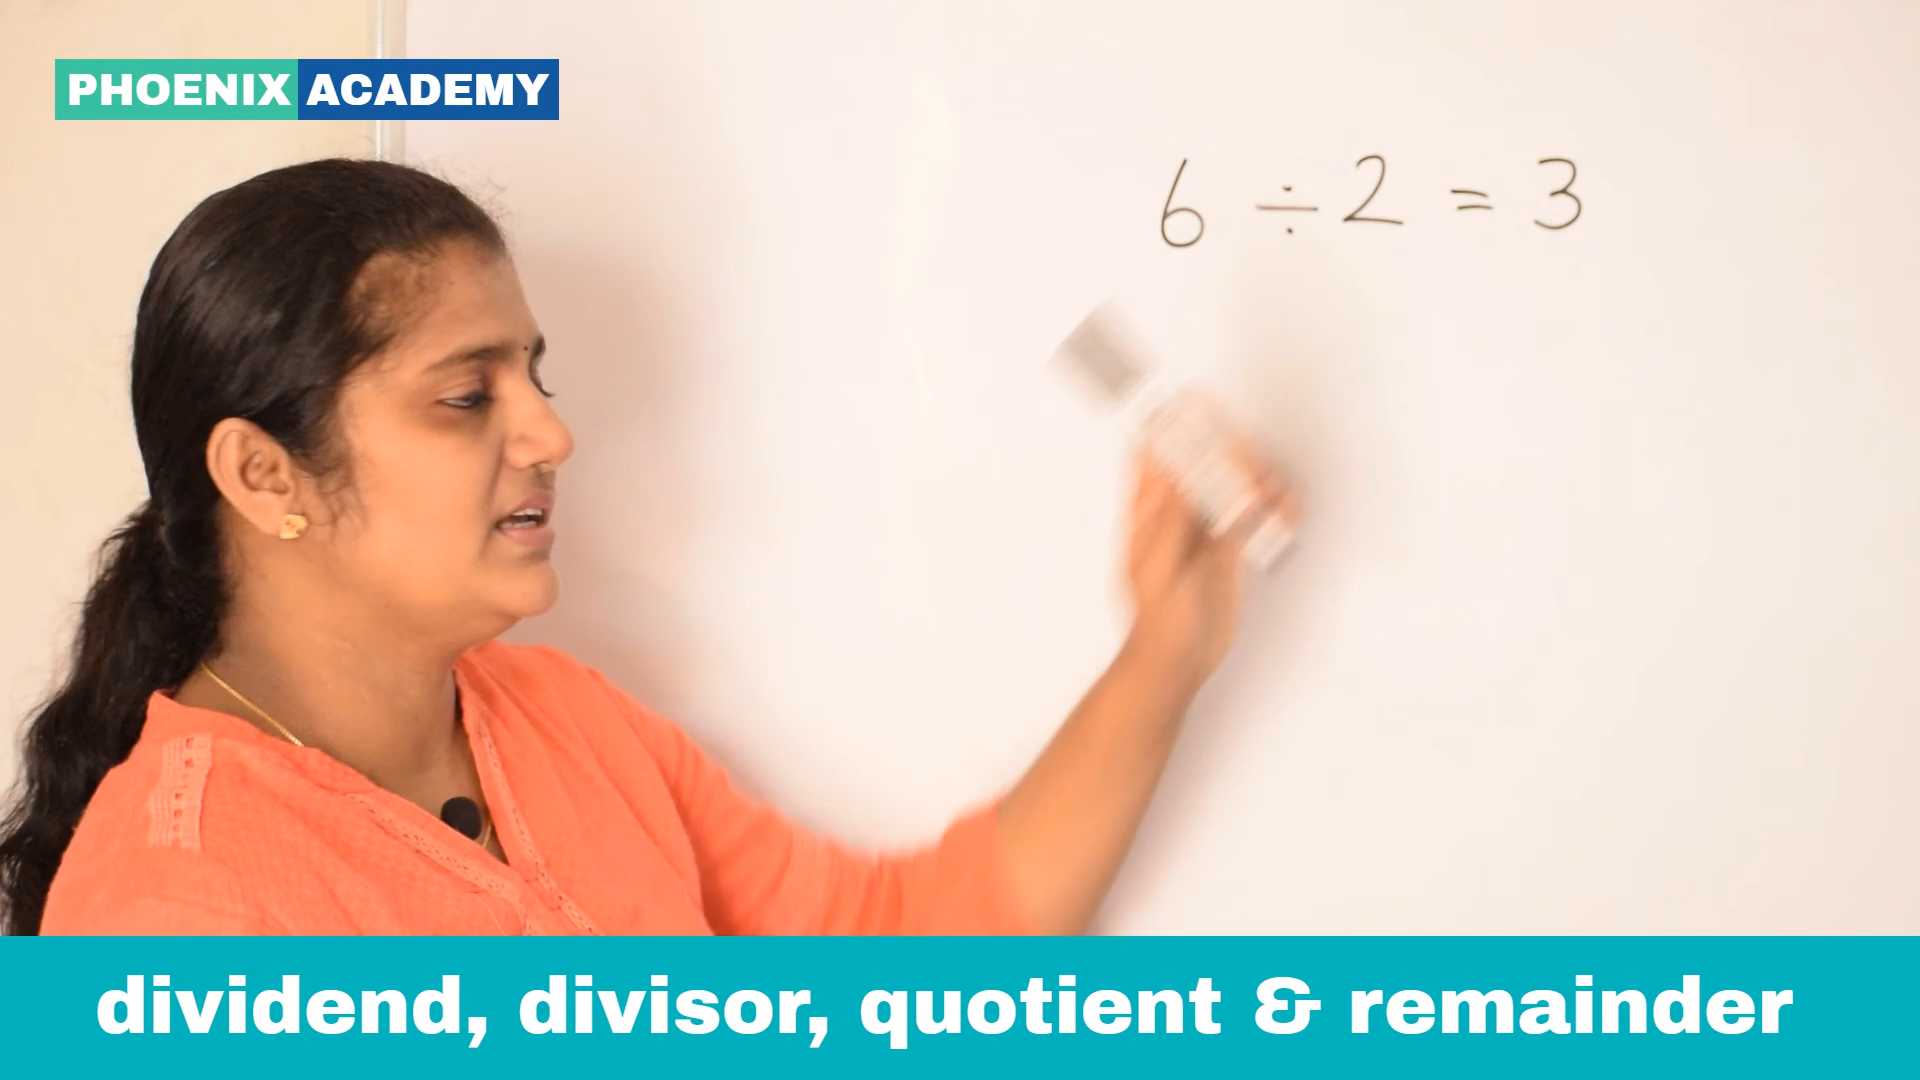 PHOENIX ACADEMY
6 ÷ 2 = 3
dividend, divisor, quotient & remainder